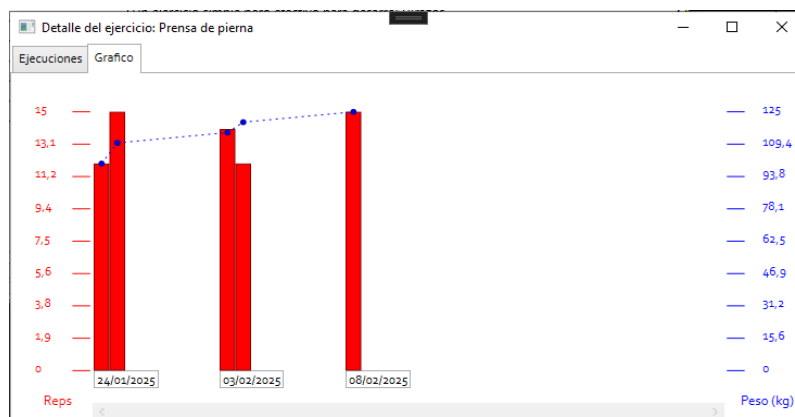 Detalle del ejercicio: Prensa de pierna
Ejecuciones Grafico
15 125
13,1 109,4
11,2 93,8
9,4 78,1
7,5 62,5
5,6 46,9
3,8 31,2
1,9 15,6
0 0
24/01/2025 03/02/2025 08/02/2025
Reps Peso (kg)